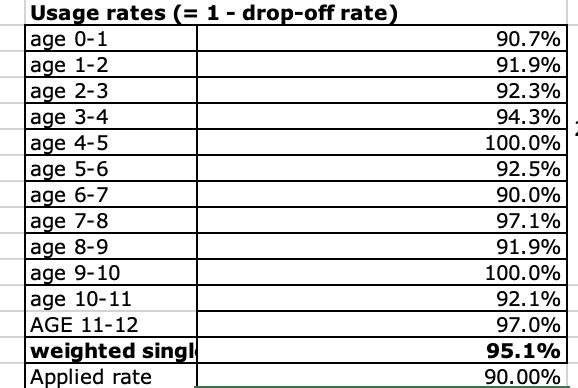 Usage rates (= 1 - drop-off rate)
age 0-1 90.7%
age 1-2 91.9%
age 2-3 92.3%
age 3-4 94.3%
age 4-5 100.0%
age 5-6 92.5%
age 6-7 90.0%
age 7-8 97.1%
age 8-9 91.9%
age 9-10 100.0%
age 10-11 92.1%
AGE 11-12 97.0%
weighted singl 95.1%
Applied rate 90.00%